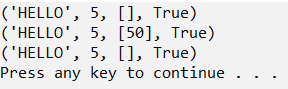 ('HELLO', 5, [], True)
('HELLO', 5, [50], True)
('HELLO', 5, [], True)
Press any key to continue . . .